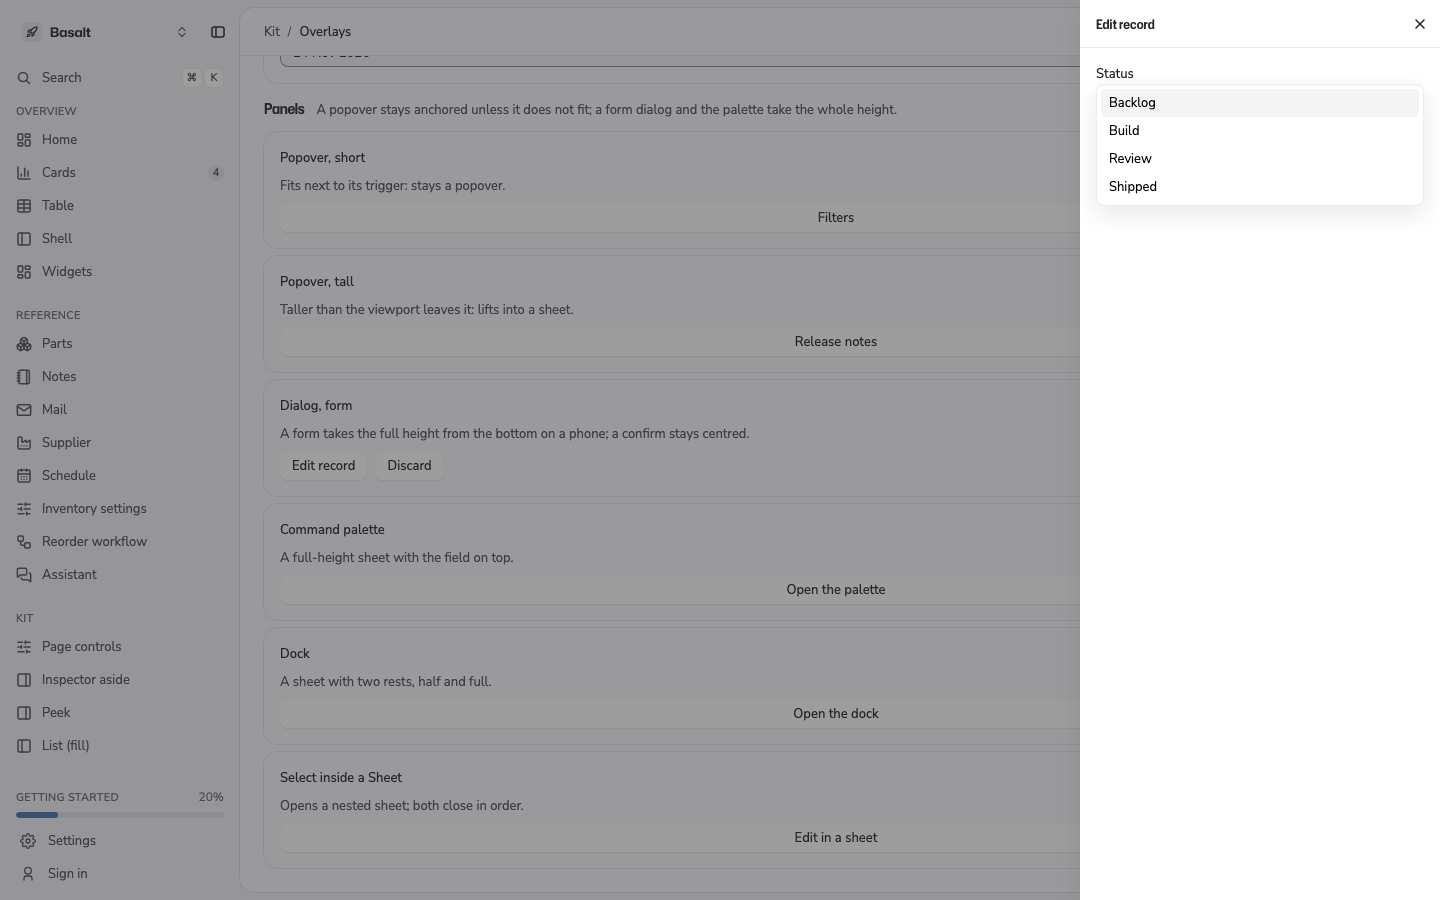 Basalt
Search
⌘ K
OVERVIEW
Home
Cards 4
Table
Shell
Widgets
REFERENCE
Parts
Notes
Mail
Supplier
Schedule
Inventory settings
Reorder workflow
Assistant
KIT
Page controls
Inspector aside
Peek
List (fill)
GETTING STARTED 20%
Settings
Sign in
Kit / Overlays
Panels A popover stays anchored unless it does not fit; a form dialog and the palette take the whole height.
Popover, short
Fits next to its trigger: stays a popover.
Filters
Popover, tall
Taller than the viewport leaves it: lifts into a sheet.
Release notes
Dialog, form
A form takes the full height from the bottom on a phone; a confirm stays centred.
Edit record Discard
Command palette
A full-height sheet with the field on top.
Open the palette
Dock
A sheet with two rests, half and full.
Open the dock
Select inside a Sheet
Opens a nested sheet; both close in order.
Edit in a sheet
Edit record
Status
Backlog
Build
Review
Shipped